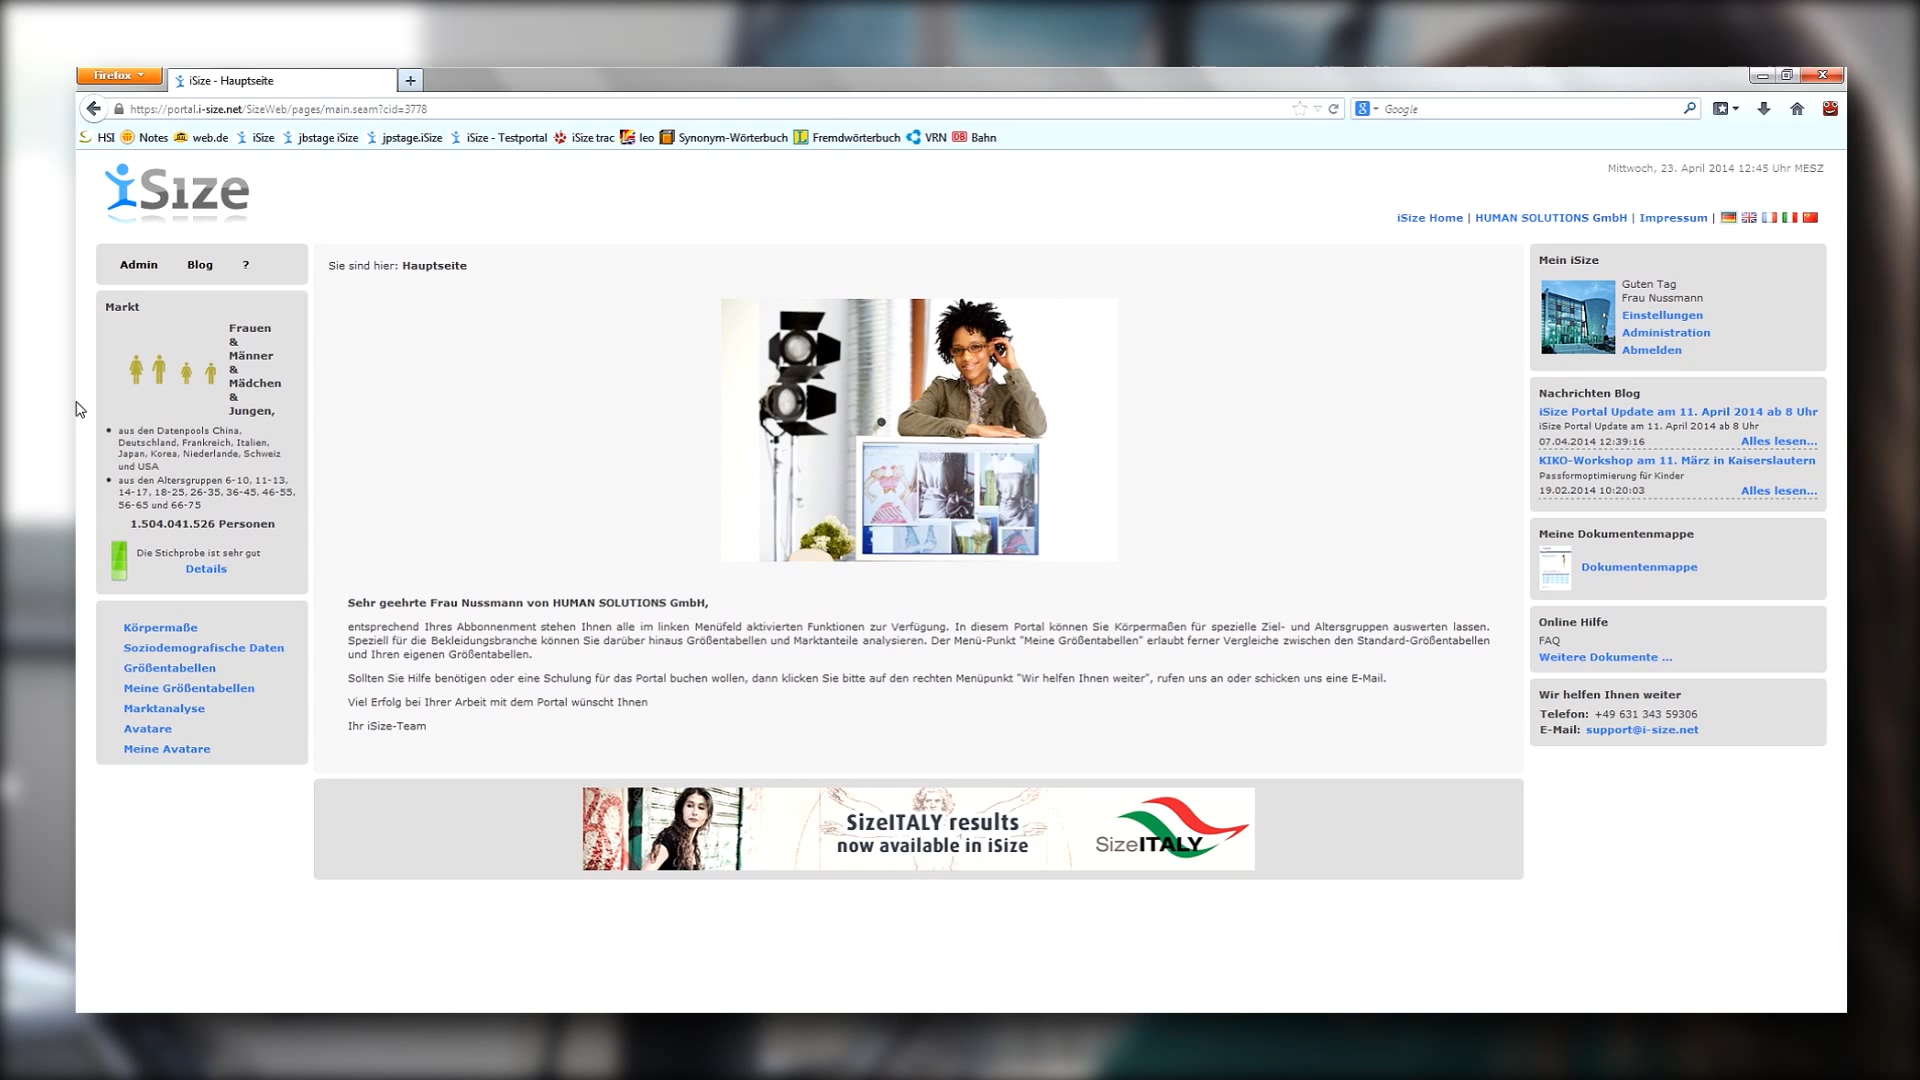 Firefox
iSize - Hauptseite
https://portal.i-size.net/SizeWeb/pages/main.seam?cid=3778
Google
HSI Notes web.de iSize jbstage iSize jpstage.iSize iSize - Testportal iSize trac leo Synonym-Wörterbuch Fremdwörterbuch VRN DB Bahn
iSize
Mittwoch, 23. April 2014 12:45 Uhr MESZ
iSize Home | HUMAN SOLUTIONS GmbH | Impressum |
Admin Blog ?
Markt
Frauen
&
Männer
&
Mädchen
&
Jungen,
aus den Datenpools China,
Deutschland, Frankreich, Italien,
Japan, Korea, Niederlande, Schweiz
und USA
aus den Altersgruppen 6-10, 11-13,
14-17, 18-25, 26-35, 36-45, 46-55,
56-65 und 66-75
1.504.041.526 Personen
Die Stichprobe ist sehr gut
Details
Körpermaße
Soziodemografische Daten
Größentabellen
Meine Größentabellen
Marktanalyse
Avatare
Meine Avatare
Sie sind hier: Hauptseite
Sehr geehrte Frau Nussmann von HUMAN SOLUTIONS GmbH,
entsprechend Ihres Abbonnenment stehen Ihnen alle im linken Menüfeld aktivierten Funktionen zur Verfügung. In diesem Portal können Sie Körpermaßen für spezielle Ziel- und Altersgruppen auswerten lassen.
Speziell für die Bekleidungsbranche können Sie darüber hinaus Größentabellen und Marktanteile analysieren. Der Menü-Punkt "Meine Größentabellen" erlaubt ferner Vergleiche zwischen den Standard-Größentabellen
und Ihren eigenen Größentabellen.
Sollten Sie Hilfe benötigen oder eine Schulung für das Portal buchen wollen, dann klicken Sie bitte auf den rechten Menüpunkt "Wir helfen Ihnen weiter", rufen uns an oder schicken uns eine E-Mail.
Viel Erfolg bei Ihrer Arbeit mit dem Portal wünscht Ihnen
Ihr iSize-Team
SizeITALY results
now available in iSize
SizeITALY
Mein iSize
Guten Tag
Frau Nussmann
Einstellungen
Administration
Abmelden
Nachrichten Blog
iSize Portal Update am 11. April 2014 ab 8 Uhr
iSize Portal Update am 11. April 2014 ab 8 Uhr
07.04.2014 12:39:16 Alles lesen...
KIKO-Workshop am 11. März in Kaiserslautern
Passformoptimierung für Kinder
19.02.2014 10:20:03 Alles lesen...
Meine Dokumentenmappe
Dokumentenmappe
Online Hilfe
FAQ
Weitere Dokumente ...
Wir helfen Ihnen weiter
Telefon: +49 631 343 59306
E-Mail: support@i-size.net